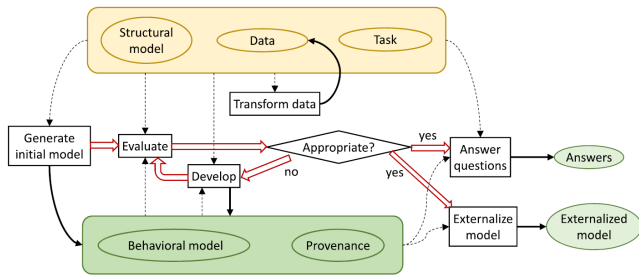 Structural
model
Data
Task
Transform data
Generate
initial model
Evaluate
Appropriate?
yes
Answer
questions
Answers
no
yes
Develop
Externalize
model
Externalized
model
Behavioral model
Provenance